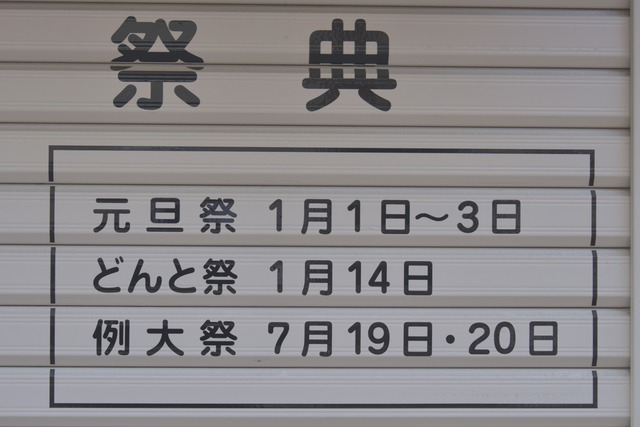 祭典
元旦祭 1月1日〜3日
どんと祭 1月14日
例大祭 7月19日・20日